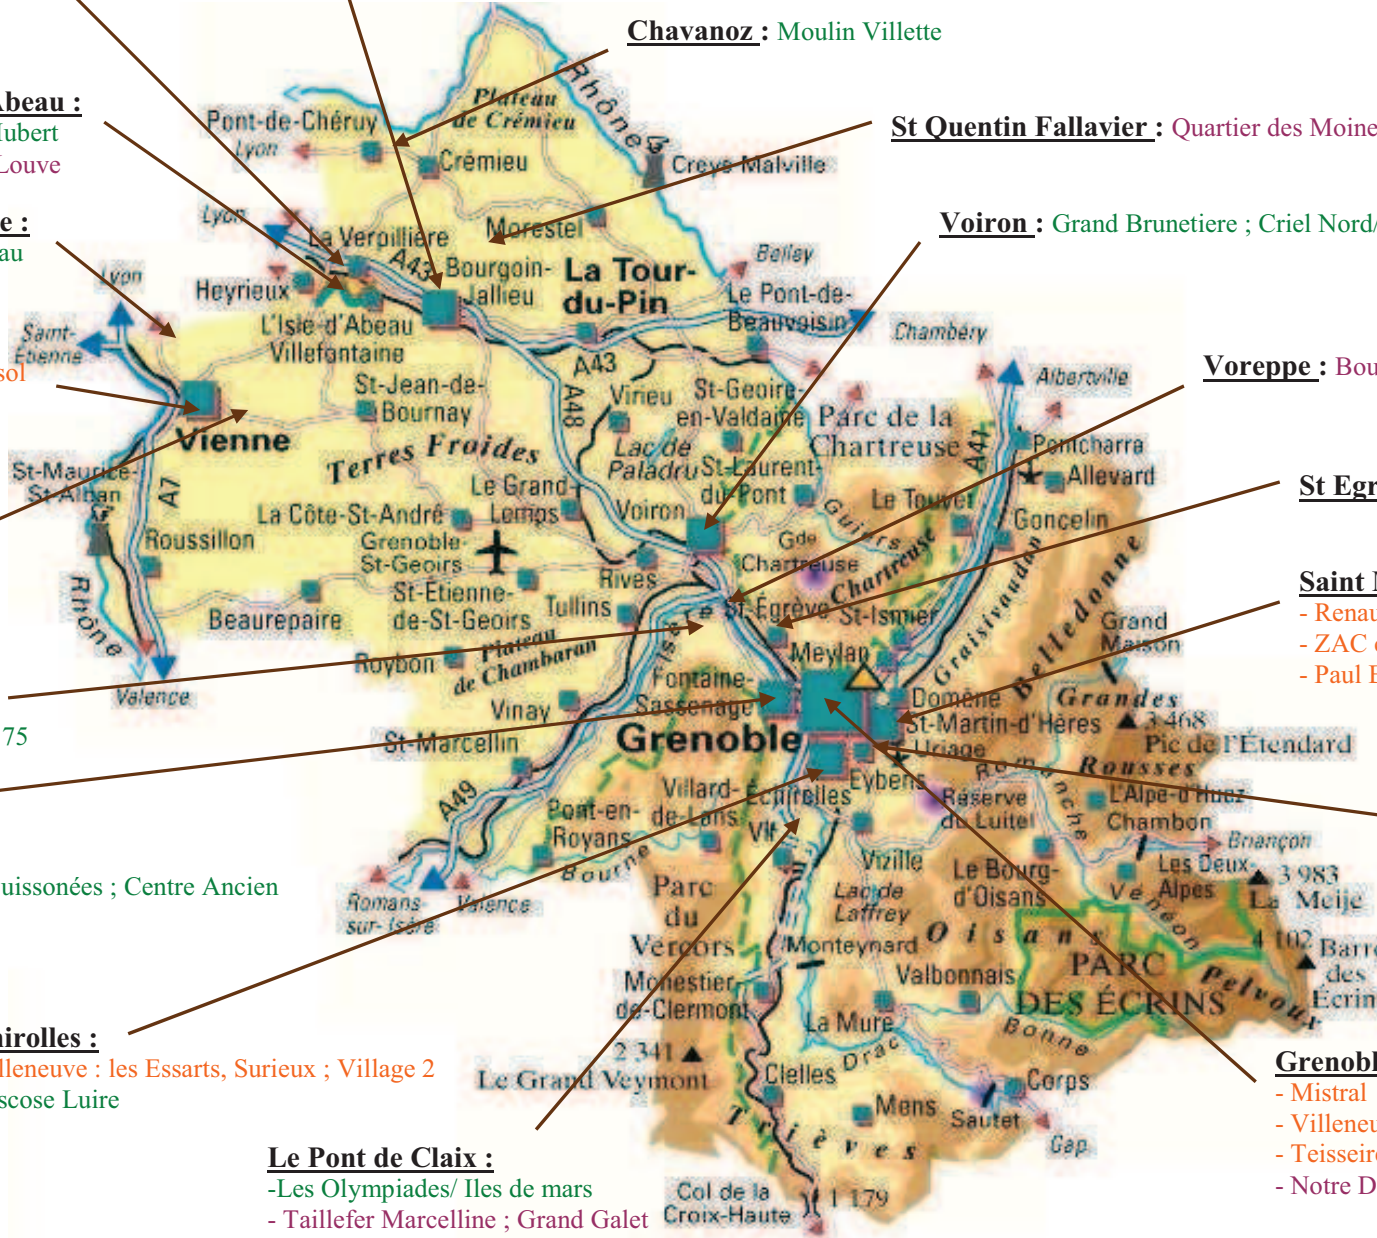 Chavanoz : Moulin Villette
Abeau :
Hubert
Louve
St Quentin Fallavier : Quartier des Moine
Voiron : Grand Brunetiere ; Criel Nord/
e :
au
sol
Voreppe : Bou
St Egr
Saint
- Renau
- ZAC
- Paul
75
uissonées ; Centre Ancien
hirolles :
lleneuve : les Essarts, Surieux ; Village 2
scose Luire
Le Pont de Claix :
-Les Olympiades/ Iles de mars
- Taillefer Marcelline ; Grand Galet
Grenobl
- Mistral
- Villeneu
- Teisseire
- Notre D
Plateau
de Crémieu
Rhône
Pont-de-Chéruy
Lyon
Crémieu
Creys-Malville
Lyon
La Verpillière
Morestel
A43
Bourgoin-
Jallieu
La Tour-
du-Pin
Belley
Lyon
Heyrieux
Le Pont-de-
Beauvoisin
Saint-
Étienne
L'Isle-d'Abeau
Villefontaine
Chambéry
A43
Albertville
St-Jean-de-
Bournay
A48
Virieu
St-Geoire-
en-Valdaine
Parc de la
Chartreuse
A41
Pontcharra
Vienne
Terres Froides
Lac de
Paladru
St-Laurent-
du-Pont
Allevard
St-Maurice-
St-Alban
A7
Le Grand-
Lemps
Le Touvet
La Côte-St-André
Voiron
Guiers
Goncelin
Roussillon
Grenoble-
St-Geoirs
Gde
Chartreuse
Chartreuse
Rives
St-Étienne-
de-St-Geoirs
Tullins
St-Égrève
St-Ismier
Grésivaudan
Belledonne
Rhône
Beaurepaire
Isère
Grand
Maison
Roybon
Plateau
de Chambaran
Meylan
Valence
Fontaine-
Sassenage
Domène
Grandes
Vinay
St-Martin-d'Hères
3 468
Pic de l'Étendard
St-Marcellin
Grenoble
Uriage
Romanche
Rousses
Eybens
A49
Villard-
de-Lans
Échirolles
Réserve
du Luitel
L'Alpe-d'Huez
Chambon
Pont-en-
Royans
Vif
Briançon
Bourne
Vizille
Le Bourg-
d'Oisans
Les Deux-
Alpes
3 983
La Meije
Romans-
sur-Isère
Valence
Parc
du
Vercors
Lac de
Laffrey
Vénéon
Monteynard
Oisans
4 102
Barre
des
Écrin
Valbonnais
PARC
DES ÉCRINS
Pelvoux
Monestier-
de-Clermont
La Mure
Bonne
2 341
Le Grand Veymont
Drac
Clelles
Corps
Mens
Sautet
Gap
Trièves
Col de la
Croix-Haute
1 179